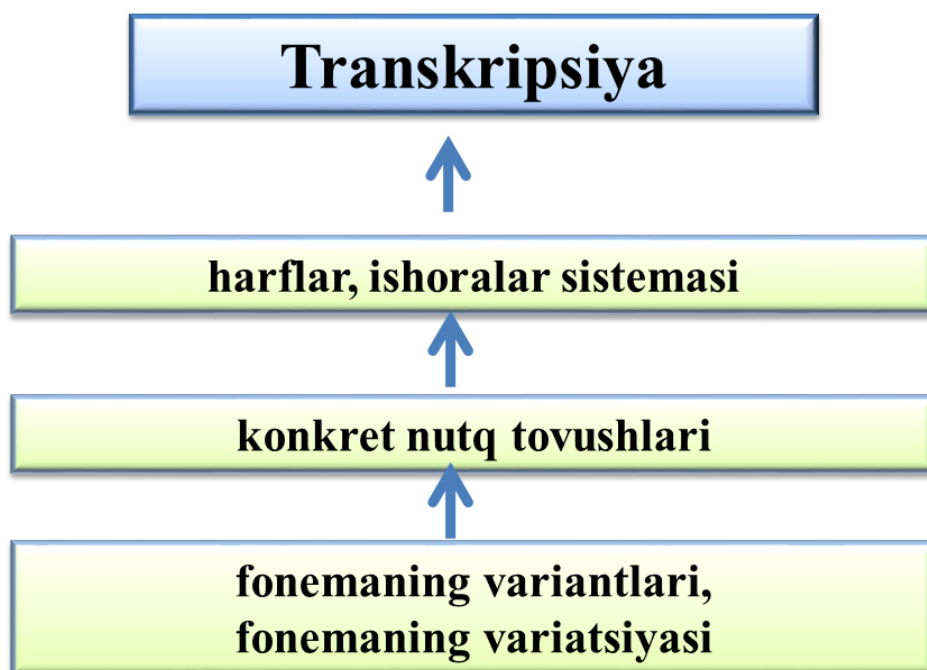 Transkripsiya
harflar, ishoralar sistemasi
konkret nutq tovushlari
fonemaning variantlari,
fonemaning variatsiyasi